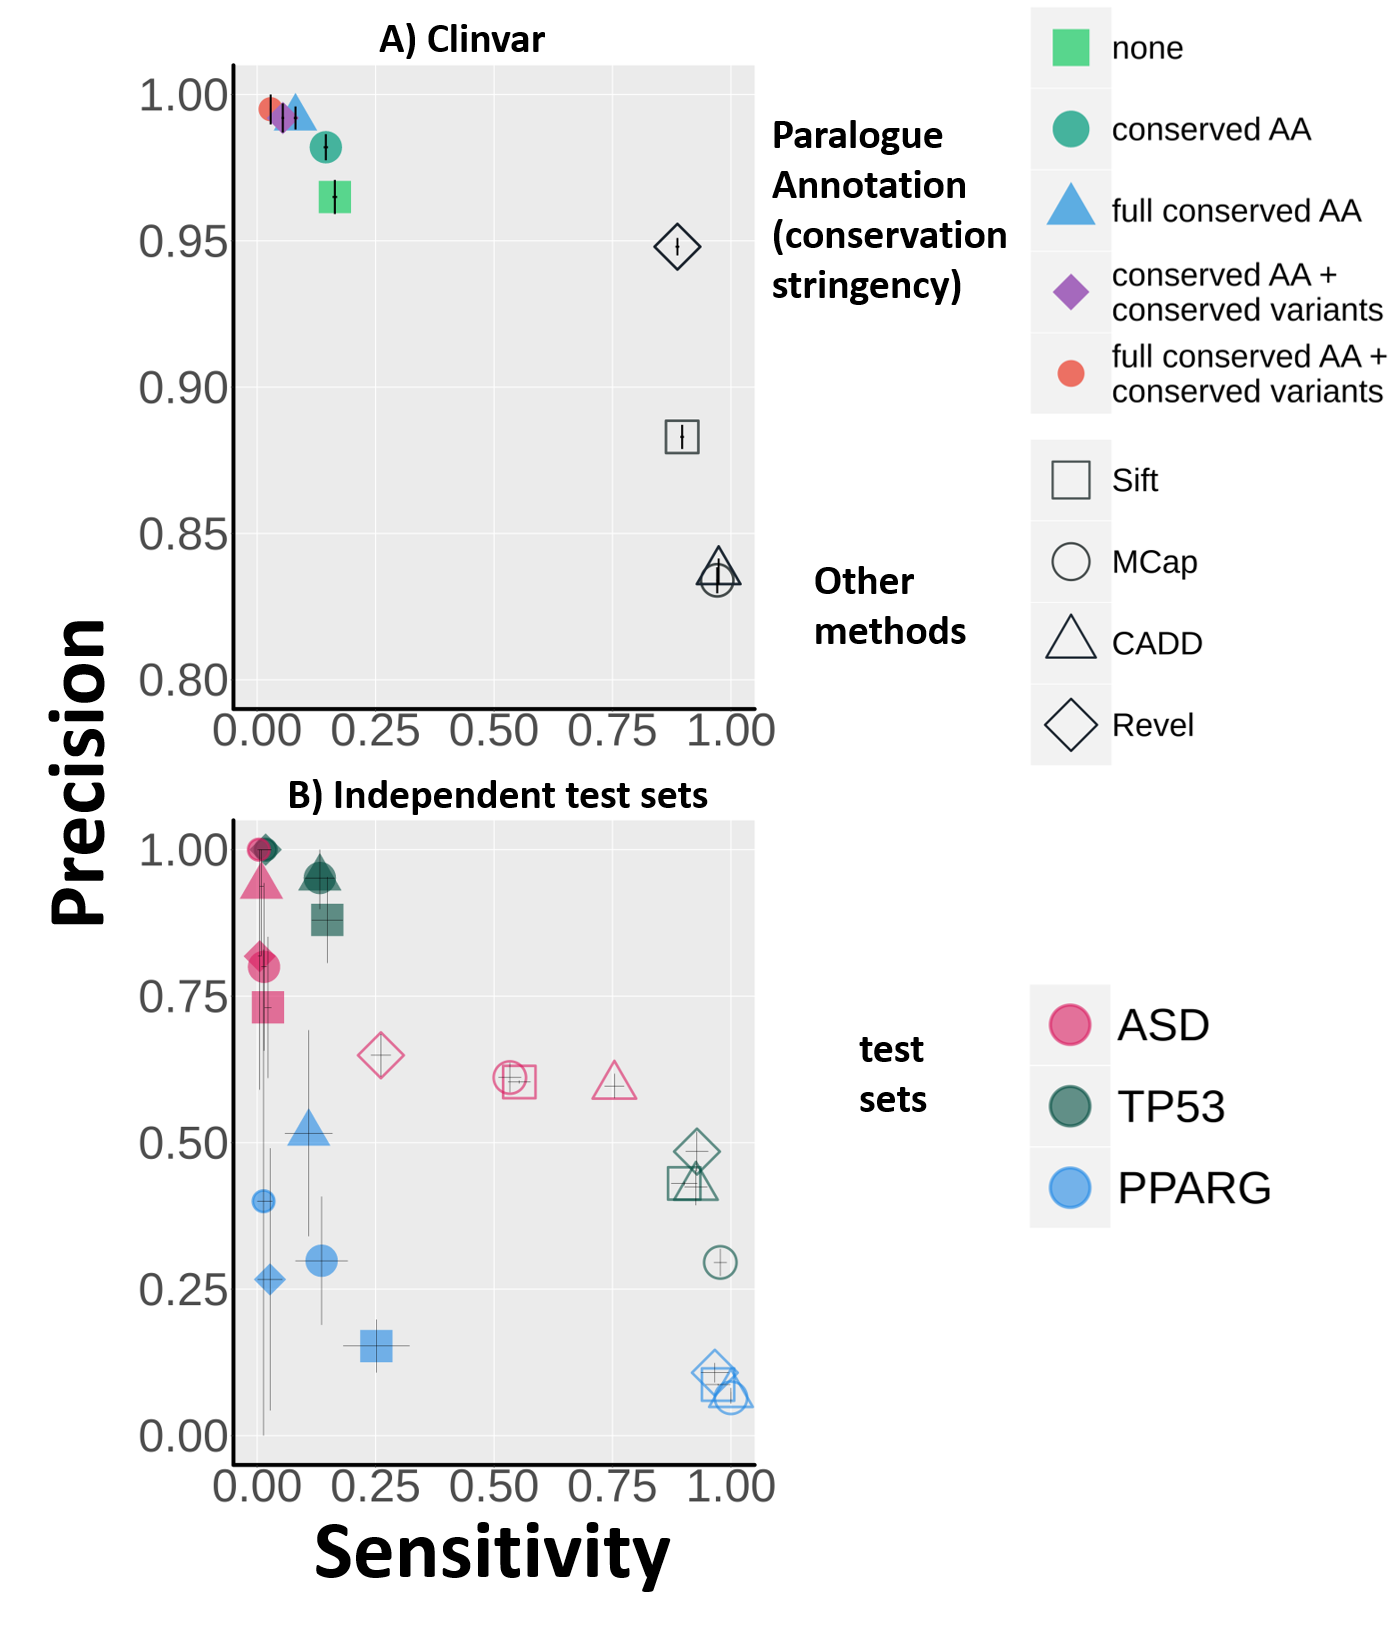 A) Clinvar
1.00
0.95
0.90
0.85
0.80
0.00 0.25 0.50 0.75 1.00
Paralogue
Annotation
(conservation
stringency)
none
conserved AA
full conserved AA
conserved AA +
conserved variants
full conserved AA +
conserved variants
Other
methods
Sift
MCap
CADD
Revel
Precision
B) Independent test sets
1.00
0.75
0.50
0.25
0.00
0.00 0.25 0.50 0.75 1.00
Sensitivity
test
sets
ASD
TP53
PPARG